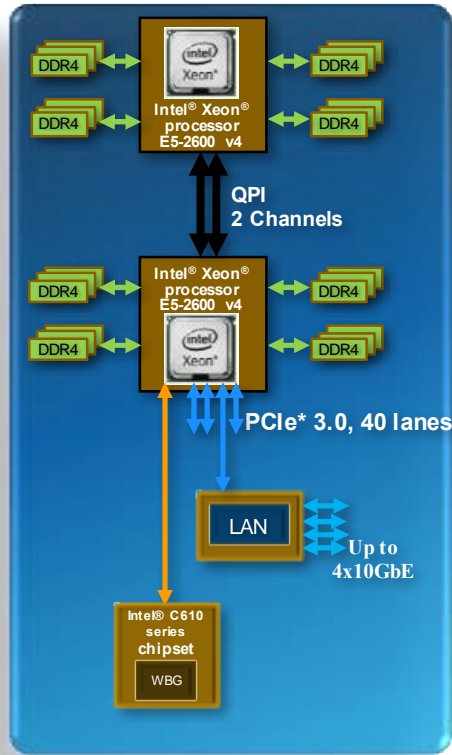 DDR4
DDR4
intel
Xeon®
DDR4
DDR4
Intel® Xeon®
processor
E5-2600 v4
QPI
2 Channels
Intel® Xeon®
processor
E5-2600 v4
DDR4
DDR4
intel
Xeon®
DDR4
DDR4
PCIe* 3.0, 40 lanes
LAN
Up to
4x10GbE
Intel® C610
series
chipset
WBG